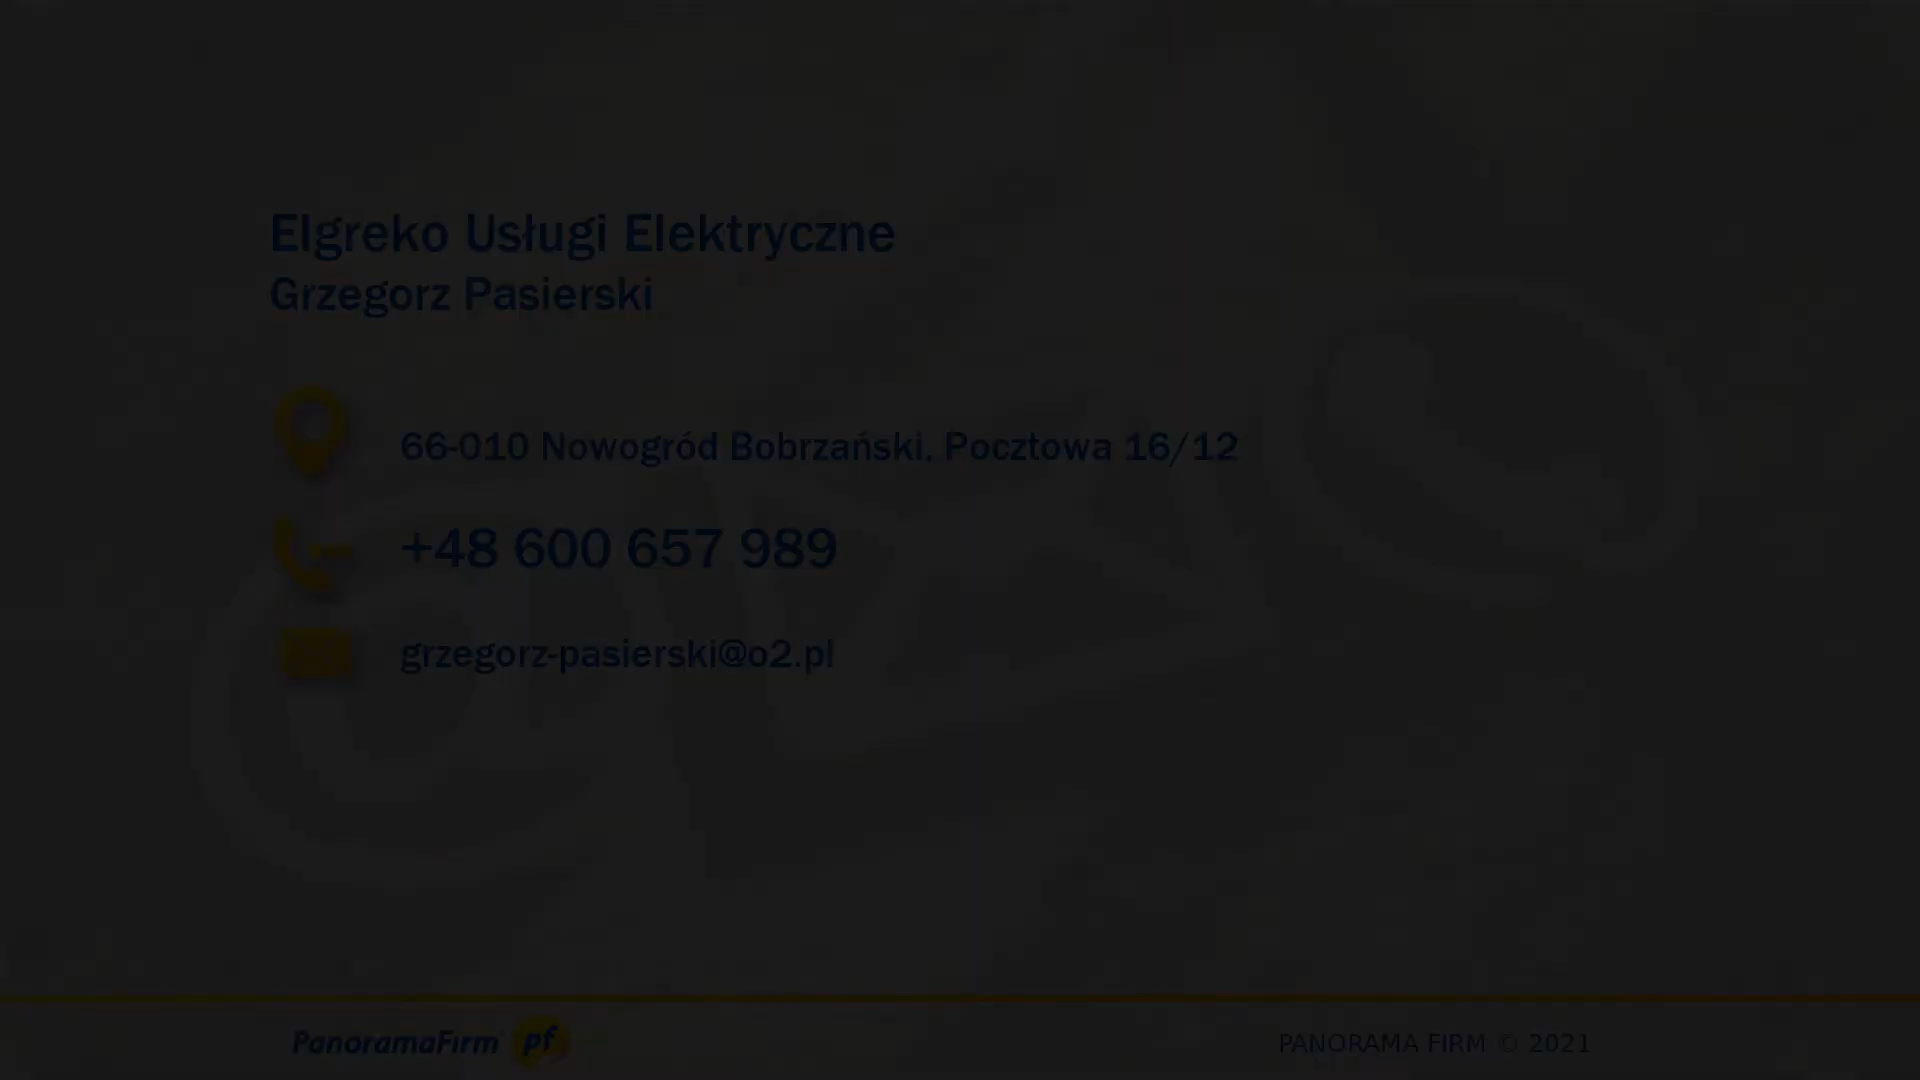 Elgreko Usługi Elektryczne
Grzegorz Pasierski
66-010 Nowogród Bobrzański, Pocztowa 16/12
+48 600 657 989
grzegorz-pasierski@o2.pl
PanoramaFirm pf
PANORAMA FIRM © 2021